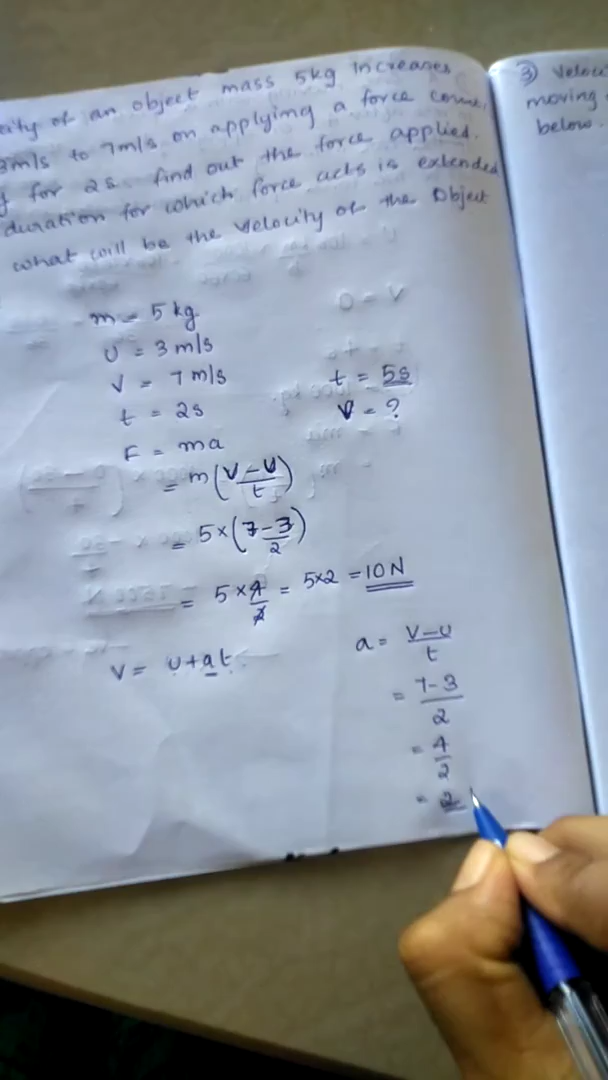 of an object mass 5kg Increases
3m/s to 7m/s on applying a force
for 2s. find out the force applied.
duration for which force acts is extended
what will be the velocity of the Object
m = 5 kg
U = 3 m/s
V = 7 m/s
t = 2s
t = 5s
v = ?
F = ma
= m(V-U/t)
= 5×(7-3/2)
= 5×4/2 = 5×2 = 10N
V = U+at
a = V-U/t
= 7-3/2
= 4/2
= 2
3) 
moving
below.